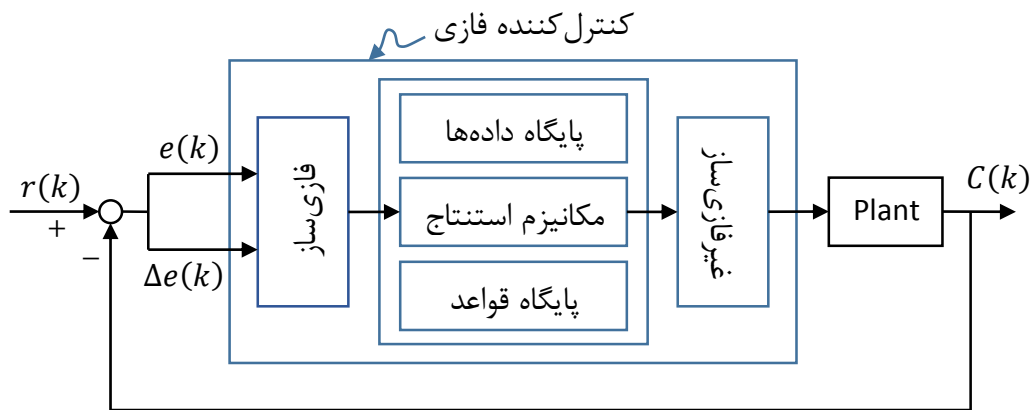 کنترل‌کننده فازی
r(k)
+
−
e(k)
Δe(k)
فازی‌ساز
پایگاه داده‌ها
مکانیزم استنتاج
پایگاه قواعد
غیرفازی‌ساز
Plant
C(k)